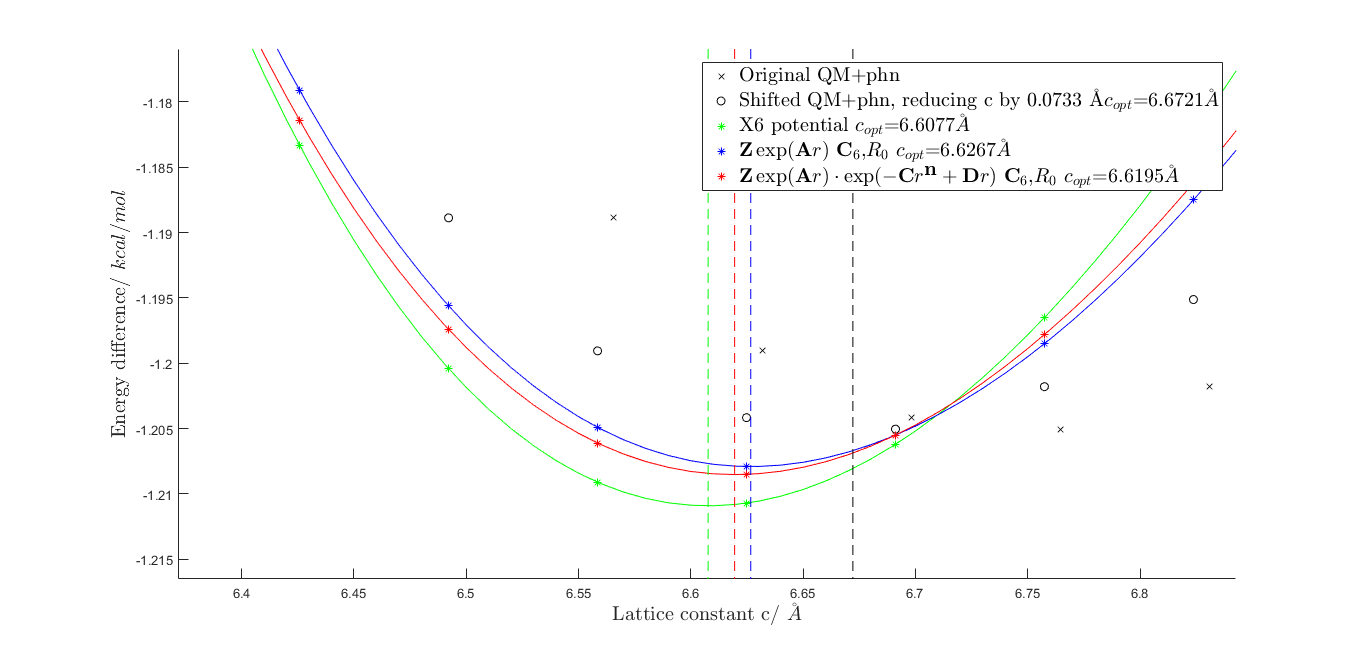 Original QM+phn
Shifted QM+phn, reducing c by 0.0733 Åc_opt=6.6721Å
X6 potential c_opt=6.6077Å
Z exp(Ar) C₆,R₀ c_opt=6.6267Å
Z exp(Ar) · exp(−Crⁿ + Dr) C₆,R₀ c_opt=6.6195Å
-1.18
-1.185
-1.19
-1.195
-1.2
-1.205
-1.21
-1.215
Energy difference/ kcal/mol
6.4 6.45 6.5 6.55 6.6 6.65 6.7 6.75 6.8
Lattice constant c/ Å